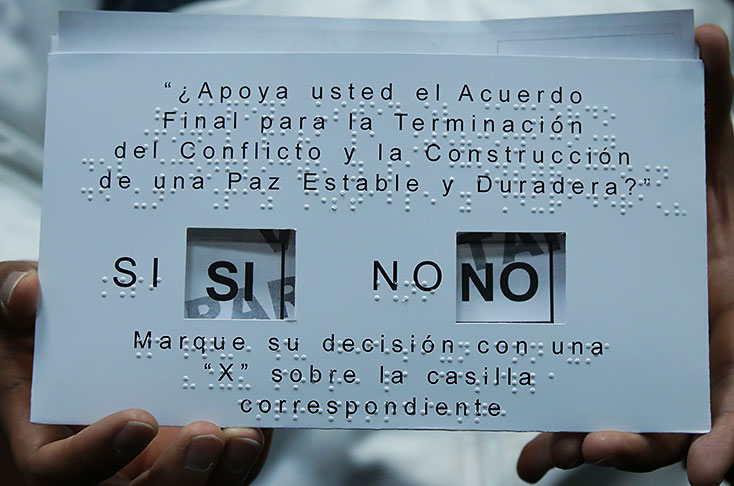 “¿Apoya usted el Acuerdo
Final para la Terminación
del Conflicto y la Construcción
de una Paz Estable y Duradera?”
SI SI NO NO
Marque su decisión con una
“X” sobre la casilla
correspondiente